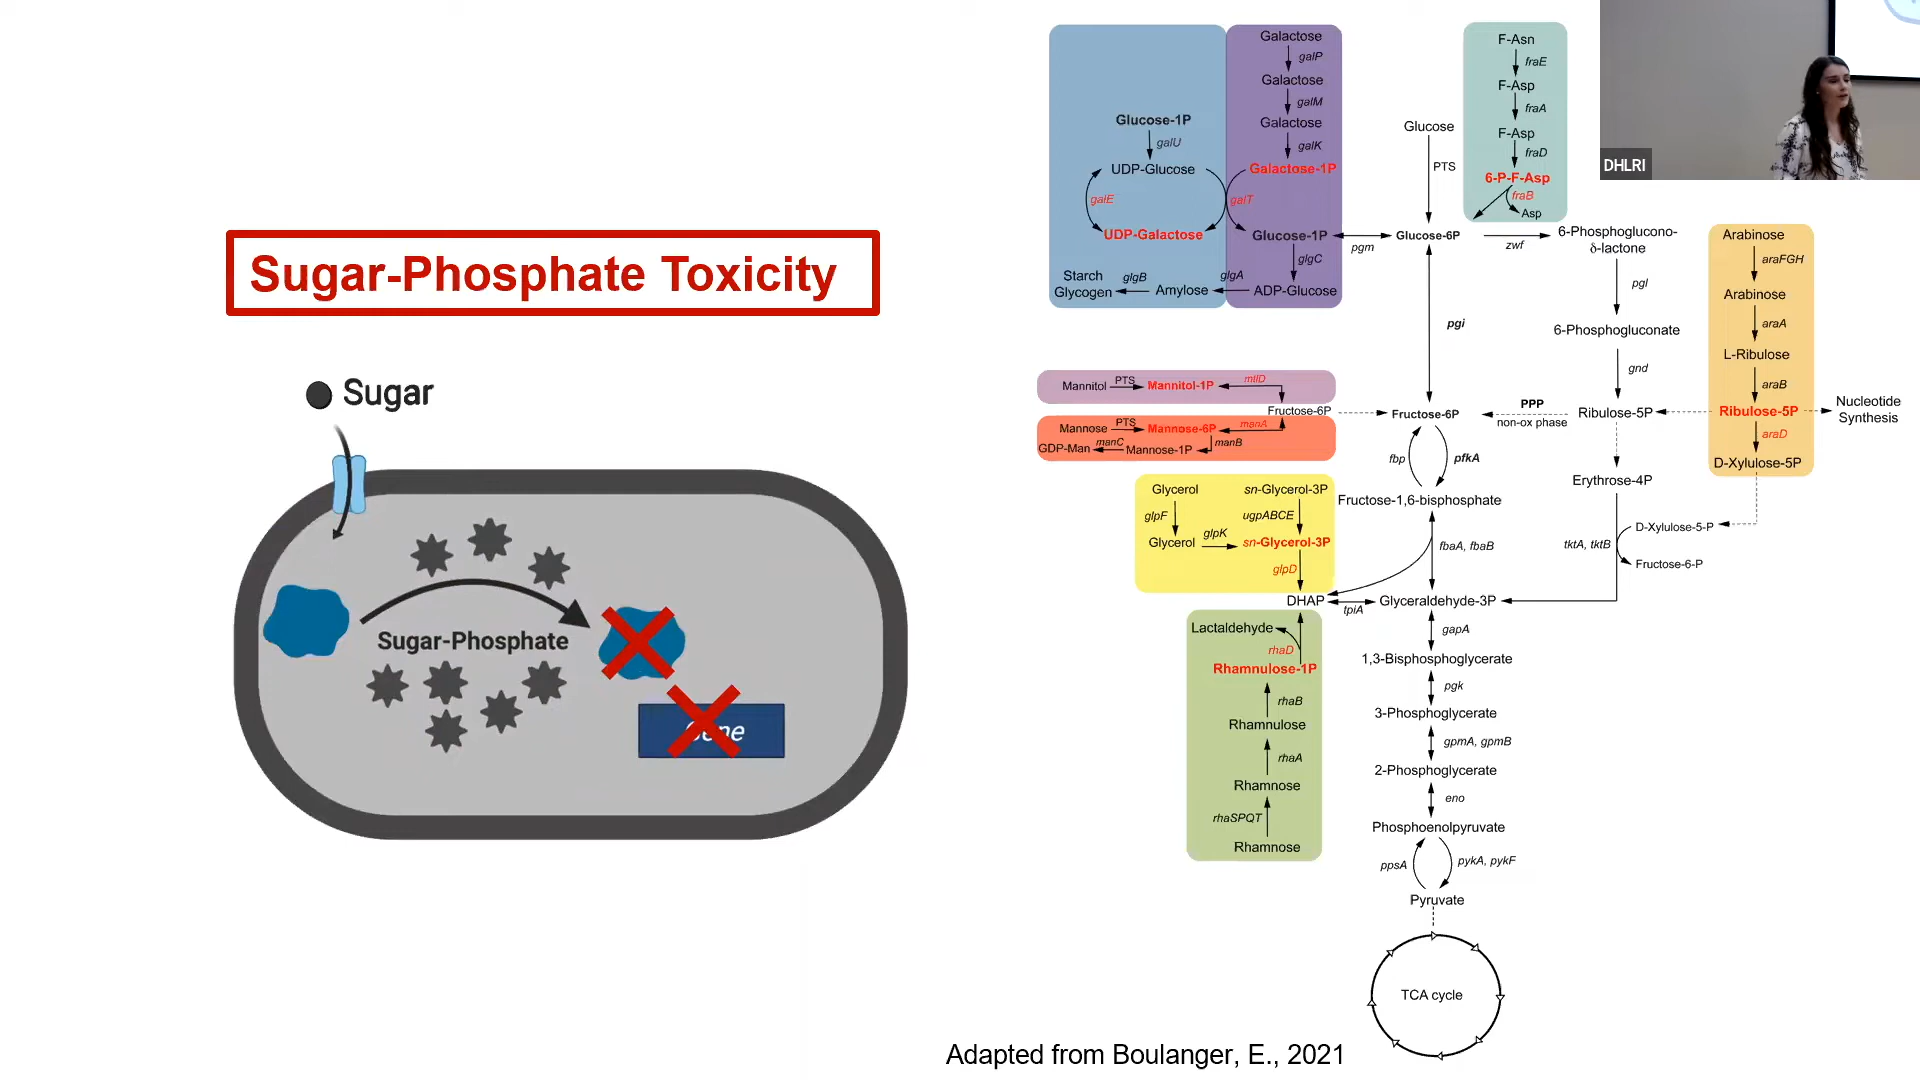 Sugar-Phosphate Toxicity
Sugar
Sugar-Phosphate
Glucose-1P
galU
UDP-Glucose
galE
UDP-Galactose
Starch
Glycogen
glgB
Amylose
glgA
Galactose
galP
Galactose
galM
Galactose
galK
Galactose-1P
galT
Glucose-1P
glgC
ADP-Glucose
pgm
Glucose
PTS
Glucose-6P
F-Asn
fraE
F-Asp
fraA
F-Asp
fraD
6-P-F-Asp
fraB
Asp
DHLRI
zwf
6-Phosphoglucono-
δ-lactone
pgl
6-Phosphogluconate
gnd
Ribulose-5P
Arabinose
araFGH
Arabinose
araA
L-Ribulose
araB
Ribulose-5P
araD
D-Xylulose-5P
Nucleotide
Synthesis
pgi
Mannitol
PTS
Mannitol-1P
mtlD
Fructose-6P
Mannose
PTS
Mannose-6P
manA
GDP-Man
manC
Mannose-1P
manB
Fructose-6P
PPP
non-ox phase
fbp
pfkA
Fructose-1,6-bisphosphate
Erythrose-4P
D-Xylulose-5-P
tktA, tktB
Fructose-6-P
Glycerol
glpF
Glycerol
glpK
sn-Glycerol-3P
ugpABCE
sn-Glycerol-3P
glpD
fbaA, fbaB
DHAP
tpiA
Glyceraldehyde-3P
Lactaldehyde
rhaD
Rhamnulose-1P
rhaB
Rhamnulose
rhaA
Rhamnose
rhaSPQT
Rhamnose
gapA
1,3-Bisphosphoglycerate
pgk
3-Phosphoglycerate
gpmA, gpmB
2-Phosphoglycerate
eno
Phosphoenolpyruvate
ppsA
pykA, pykF
Pyruvate
TCA cycle
Adapted from Boulanger, E., 2021